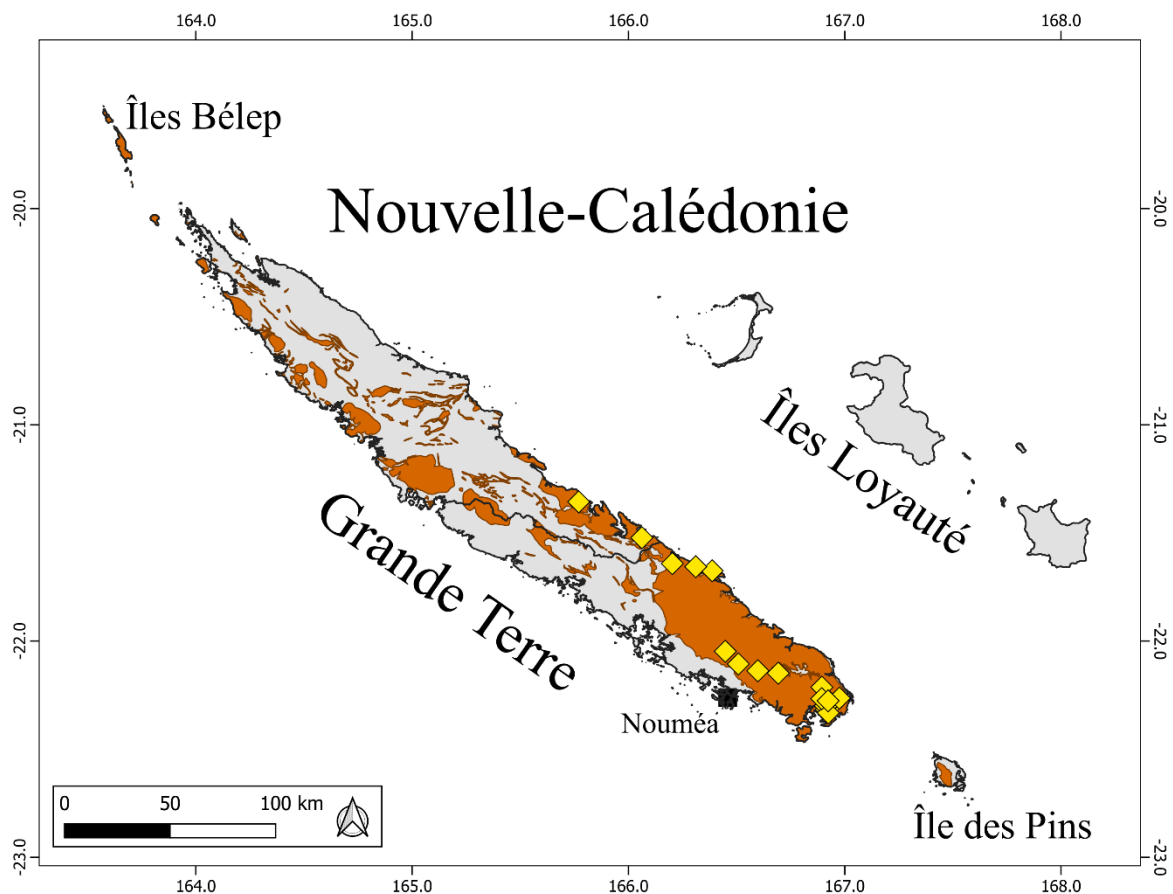 164.0 165.0 166.0 167.0 168.0
Îles Bélep
-20.0 -20.0
Nouvelle-Calédonie
-21.0 -21.0
Îles Loyauté
Grande Terre
-22.0 -22.0
Nouméa
0 50 100 km
Île des Pins
-23.0 -23.0
164.0 165.0 166.0 167.0 168.0